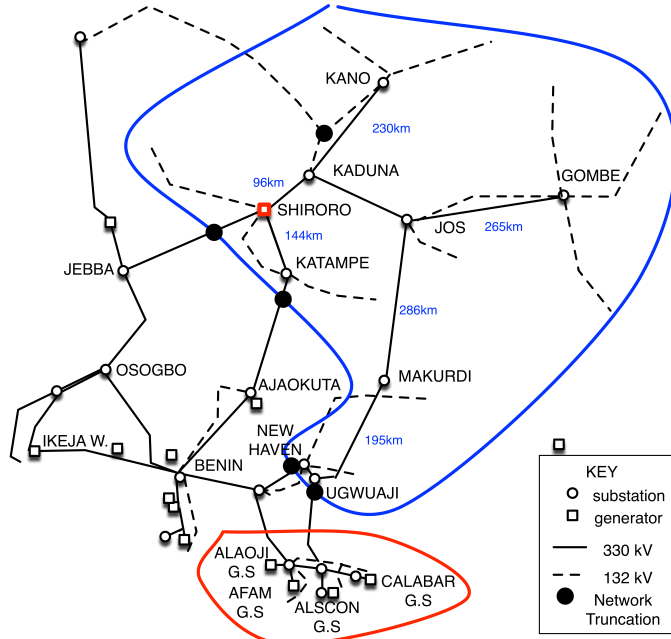 KANO
230km
KADUNA
GOMBE
96km
SHIRORO
JOS
265km
144km
JEBBA
KATAMPE
286km
OSOGBO
AJAOKUTA
MAKURDI
NEW
HAVEN
195km
IKEJA W.
BENIN
UGWUAJI
KEY
substation
generator
330 kV
132 kV
Network
Truncation
ALAOJI
G.S
AFAM
G.S
ALSCON
G.S
CALABAR
G.S